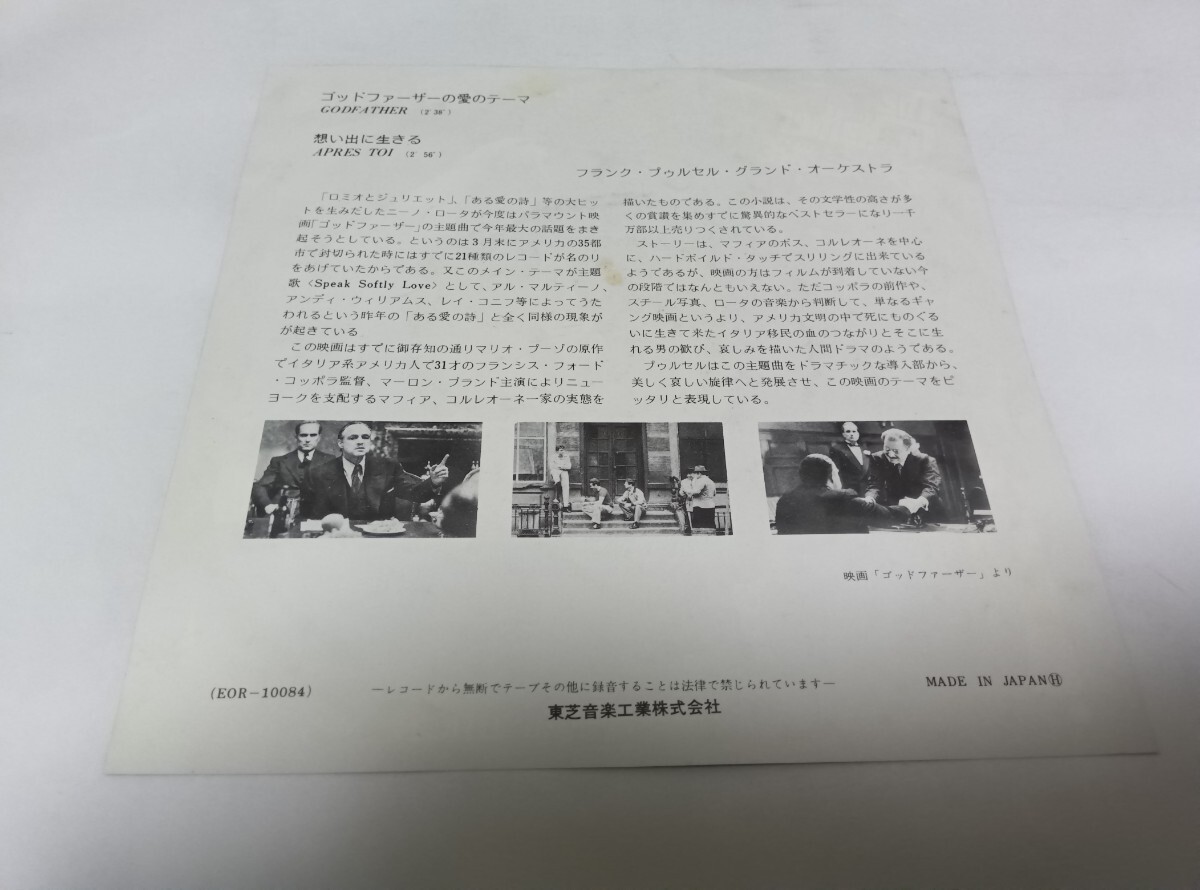 ゴッドファーザーの愛のテーマ
GODFATHER (2'36")
想い出に生きる
APRES TOI (2'56")
フランク・プゥルセル・グランド・オーケストラ
「ロミオとジュリエット」、「ある愛の詩」等の大ヒッ
トを生みだしたニーノ・ロータが今度はパラマウント映
画「ゴッドファーザー」の主題曲で今年最大の話題をまき
起そうとしている。というのは3月末にアメリカの35都
市で封切られた時にはすでに21種類のレコードが名のり
をあげていたからである。又このメイン・テーマが主題
歌〈Speak Softly Love〉として、アル・マルティーノ、
アンディ・ウィリアムス、レイ・コニフ等によってうた
われるという昨年の「ある愛の詩」と全く同様の現象が
が起きている
この映画はすでに御存知の通リマリオ・プーゾの原作
でイタリア系アメリカ人で31才のフランシス・フォード
・コッポラ監督、マーロン・ブランド主演によりニュー
ヨークを支配するマフィア、コルレオーネ一家の実態を
描いたものである。この小説は、その文学性の高さが多
くの賞讃を集めすでに驚異的なベストセラーになり一千
万部以上売りつくされている。
ストーリーは、マフィアのボス、コルレオーネを中心
に、ハードボイルド・タッチでスリリングに出来ている
ようであるが、映画の方はフィルムが到着していない今
の段階ではなんともいえない。ただコッポラの前作や、
スチール写真、ロータの音楽から判断して、単なるギャ
ング映画というより、アメリカ文明の中で死にものぐる
いに生きて来たイタリア移民の血のつながりとそこに生
れる男の歓び、哀しみを描いた人間ドラマのようである。
プゥルセルはこの主題曲をドラマチックな導入部から、
美しく哀しい旋律へと発展させ、この映画のテーマをピ
ッタリと表現している。
映画「ゴッドファーザー」より
(EOR-10084)
―レコードから無断でテープその他に録音することは法律で禁じられています―
MADE IN JAPANⒽ
東芝音楽工業株式会社